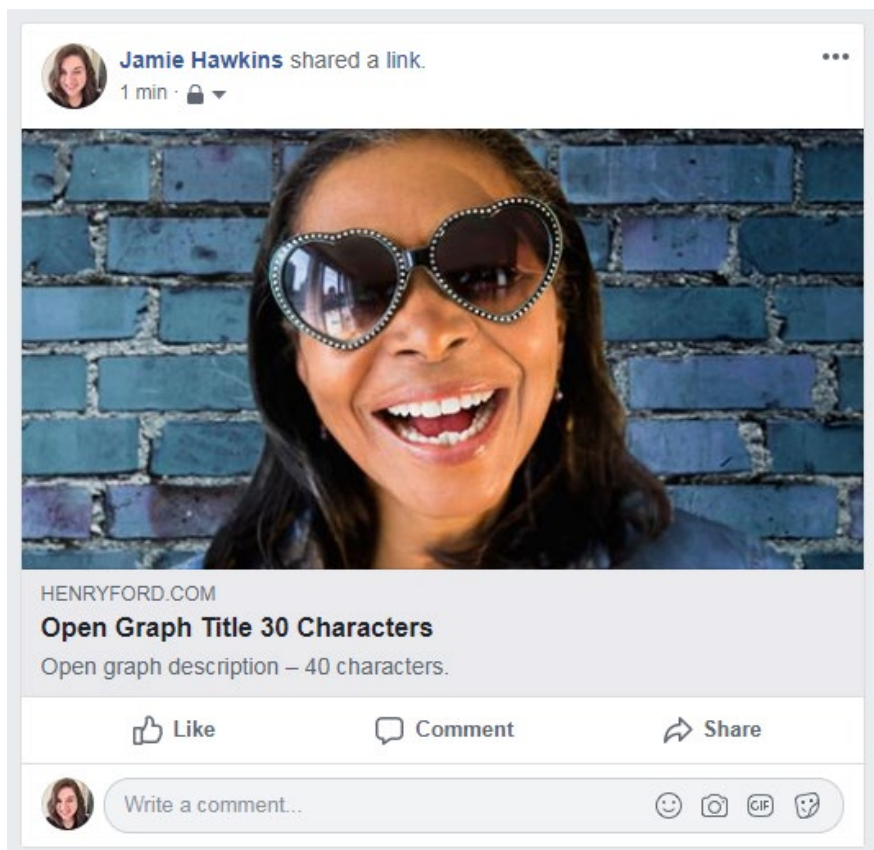 Jamie Hawkins shared a link.
1 min ·
HENRYFORD.COM
Open Graph Title 30 Characters
Open graph description – 40 characters.
Like Comment Share
Write a comment...
GIF